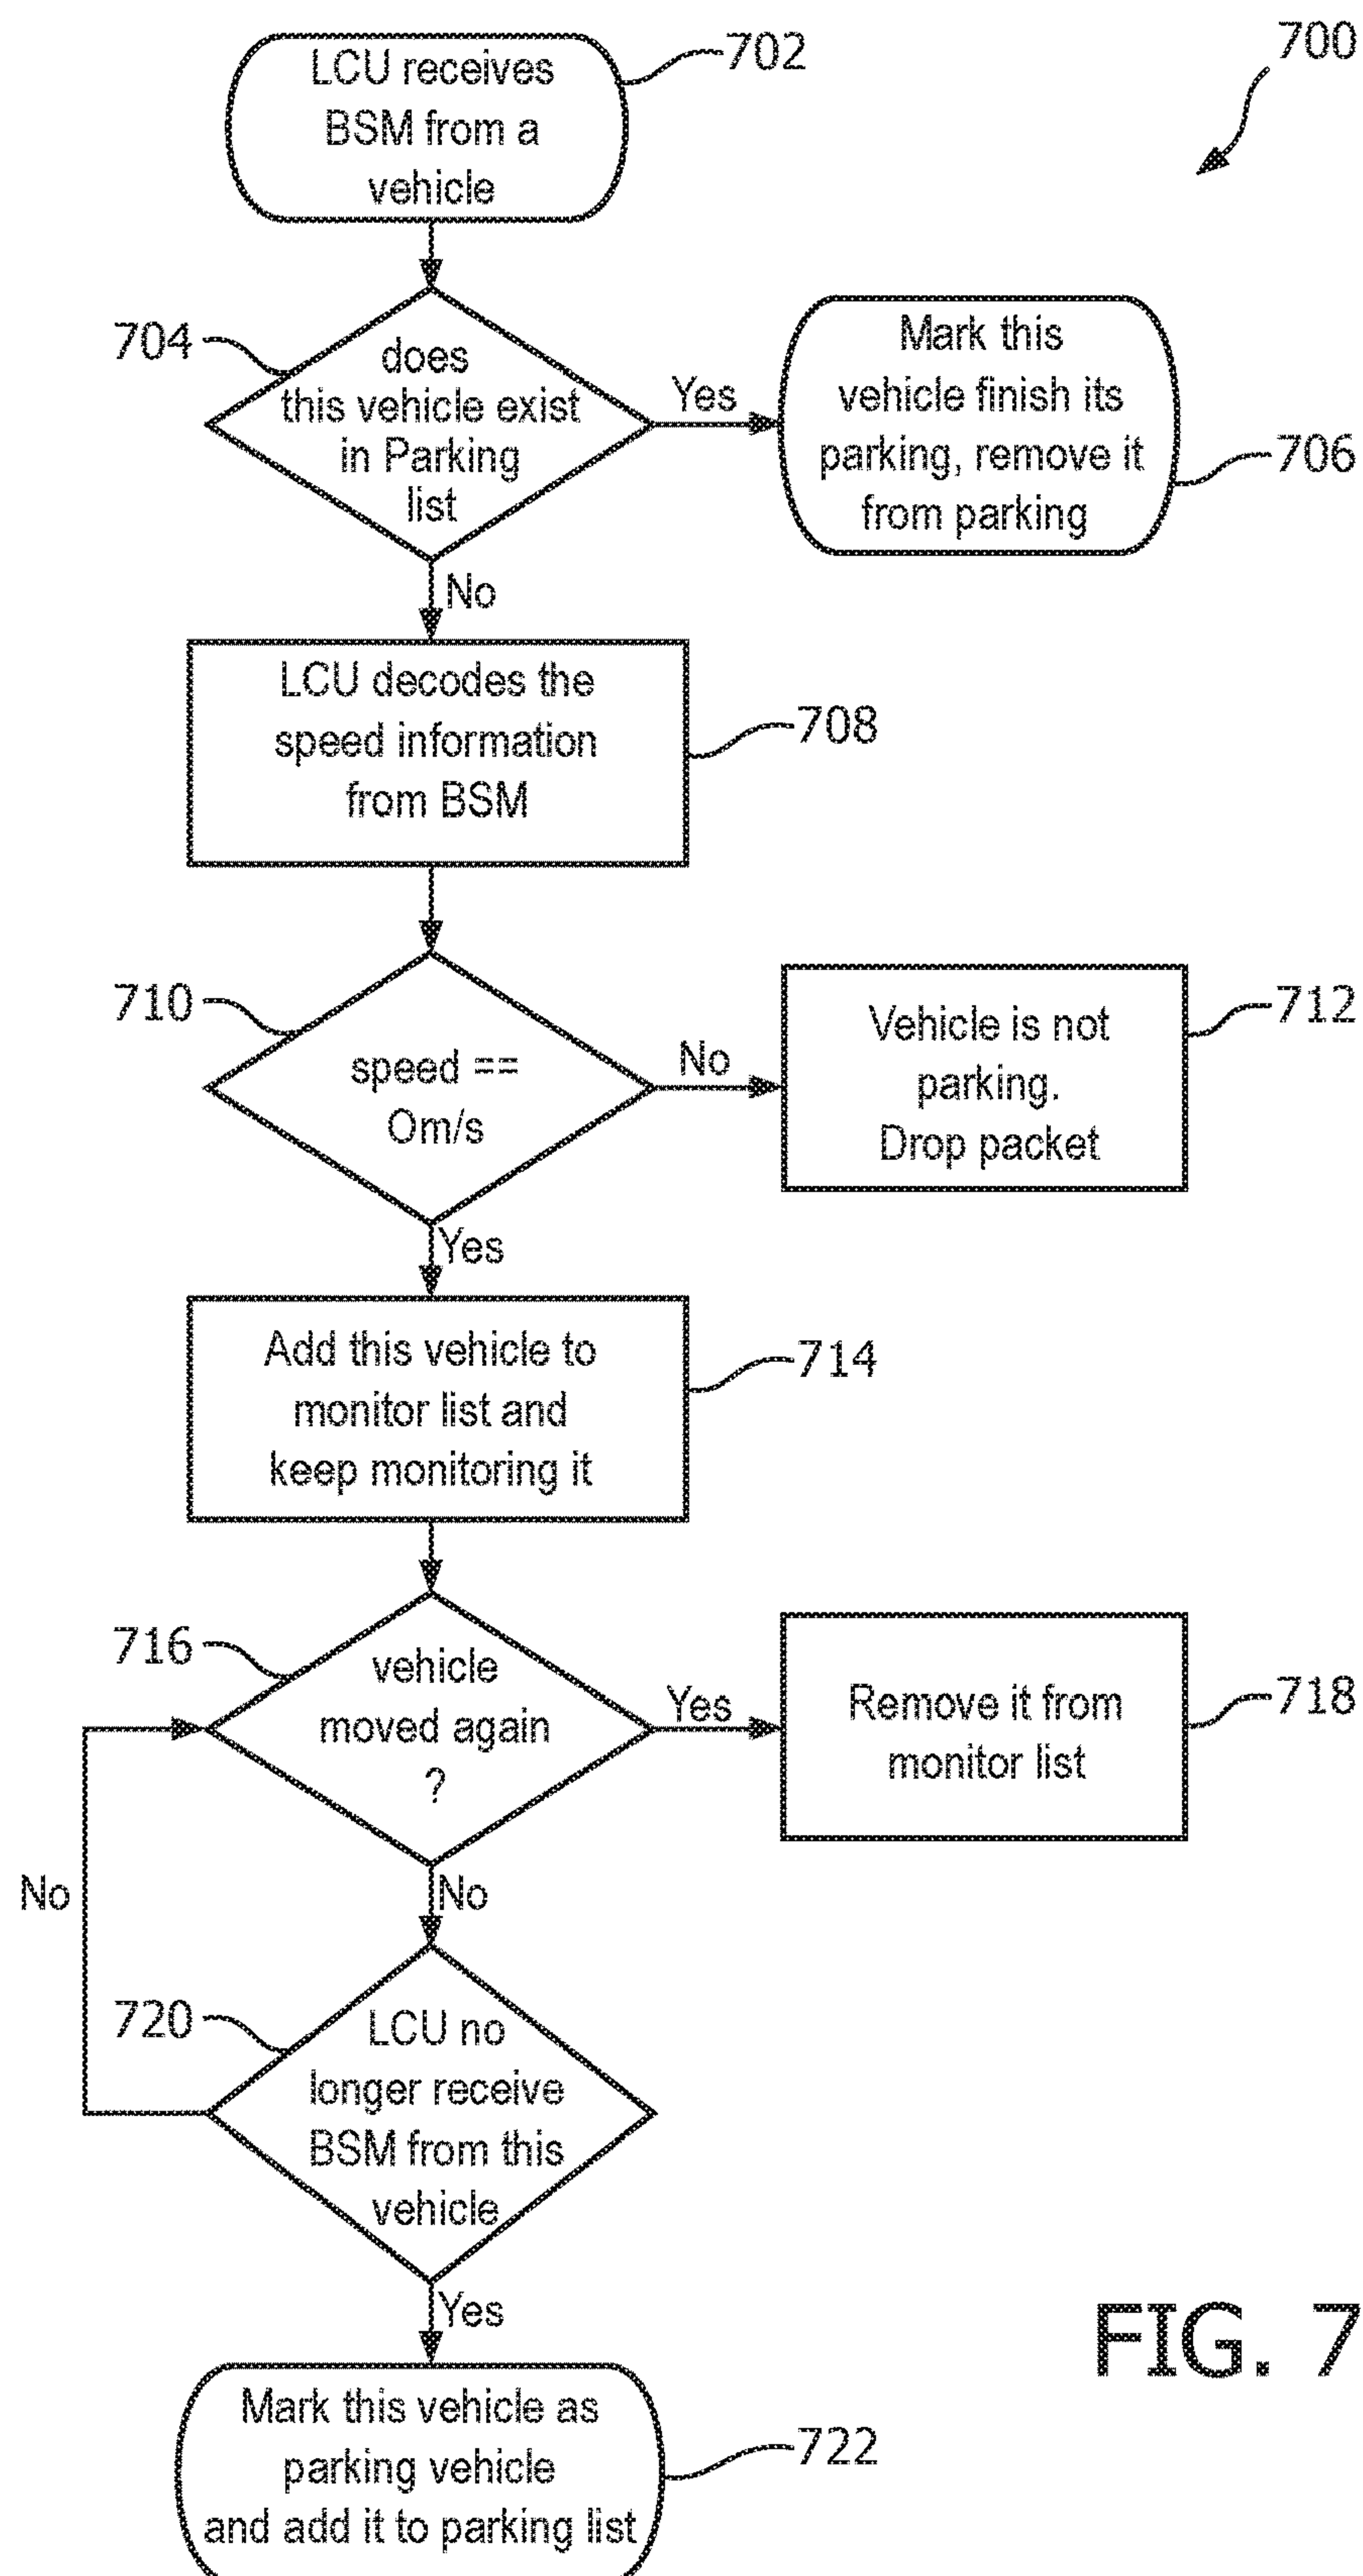 700
LCU receives
BSM from a
vehicle
702
704
does
this vehicle exist
in Parking
list
Yes
Mark this
vehicle finish its
parking, remove it
from parking
706
No
LCU decodes the
speed information
from BSM
708
710
speed ==
0m/s
No
Vehicle is not
parking.
Drop packet
712
Yes
Add this vehicle to
monitor list and
keep monitoring it
714
716
vehicle
moved again
?
Yes
Remove it from
monitor list
718
No
No
720
LCU no
longer receive
BSM from this
vehicle
Yes
Mark this vehicle as
parking vehicle
and add it to parking list
722
FIG. 7